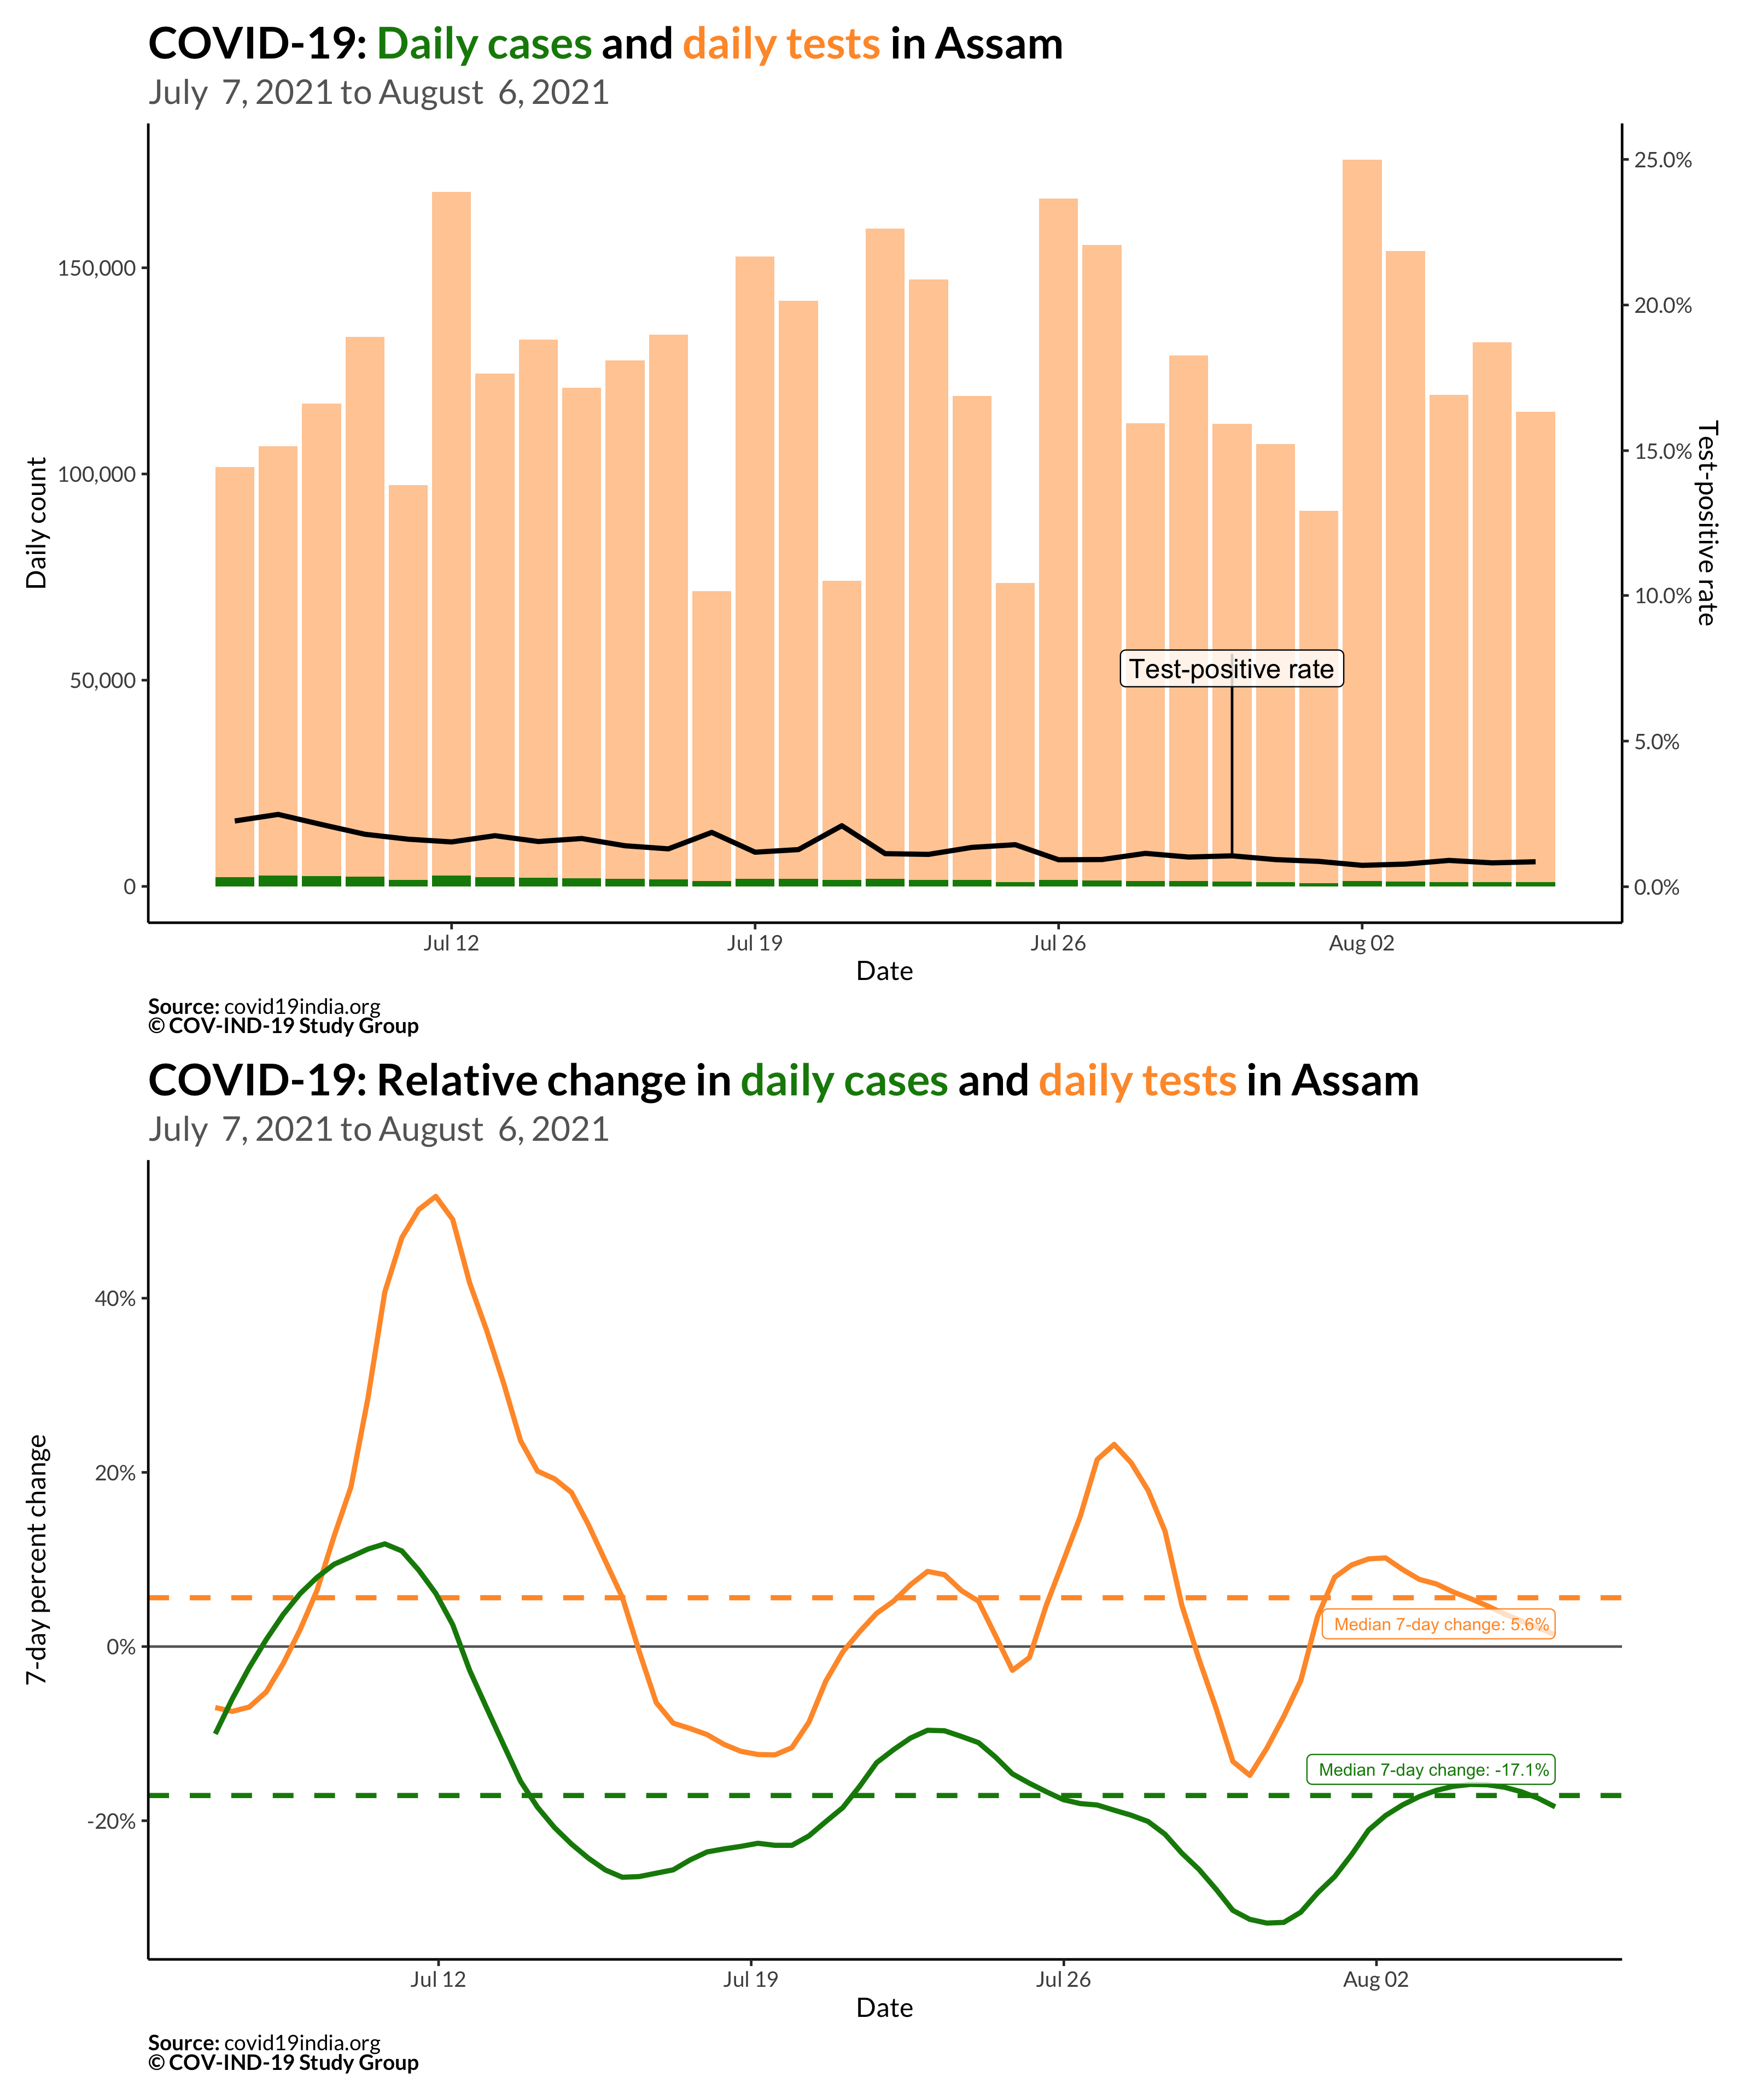 COVID-19: Daily cases and daily tests in Assam
July 7, 2021 to August 6, 2021
Daily count
150,000
100,000
50,000
0
25.0%
20.0%
15.0%
10.0%
5.0%
0.0%
Test-positive rate
Test-positive rate
Jul 12
Jul 19
Jul 26
Aug 02
Date
Source: covid19india.org
© COV-IND-19 Study Group
COVID-19: Relative change in daily cases and daily tests in Assam
July 7, 2021 to August 6, 2021
7-day percent change
40%
20%
0%
-20%
Median 7-day change: 5.6%
Median 7-day change: -17.1%
Jul 12
Jul 19
Jul 26
Aug 02
Date
Source: covid19india.org
© COV-IND-19 Study Group